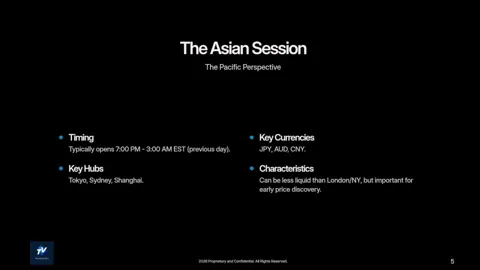 The Asian Session
The Pacific Perspective
Timing
Typically opens 7:00 PM - 3:00 AM EST (previous day).
Key Hubs
Tokyo, Sydney, Shanghai.
Key Currencies
JPY, AUD, CNY.
Characteristics
Can be less liquid than London/NY, but important for
early price discovery.
2026 Proprietary and Confidential. All Rights Reserved.
5